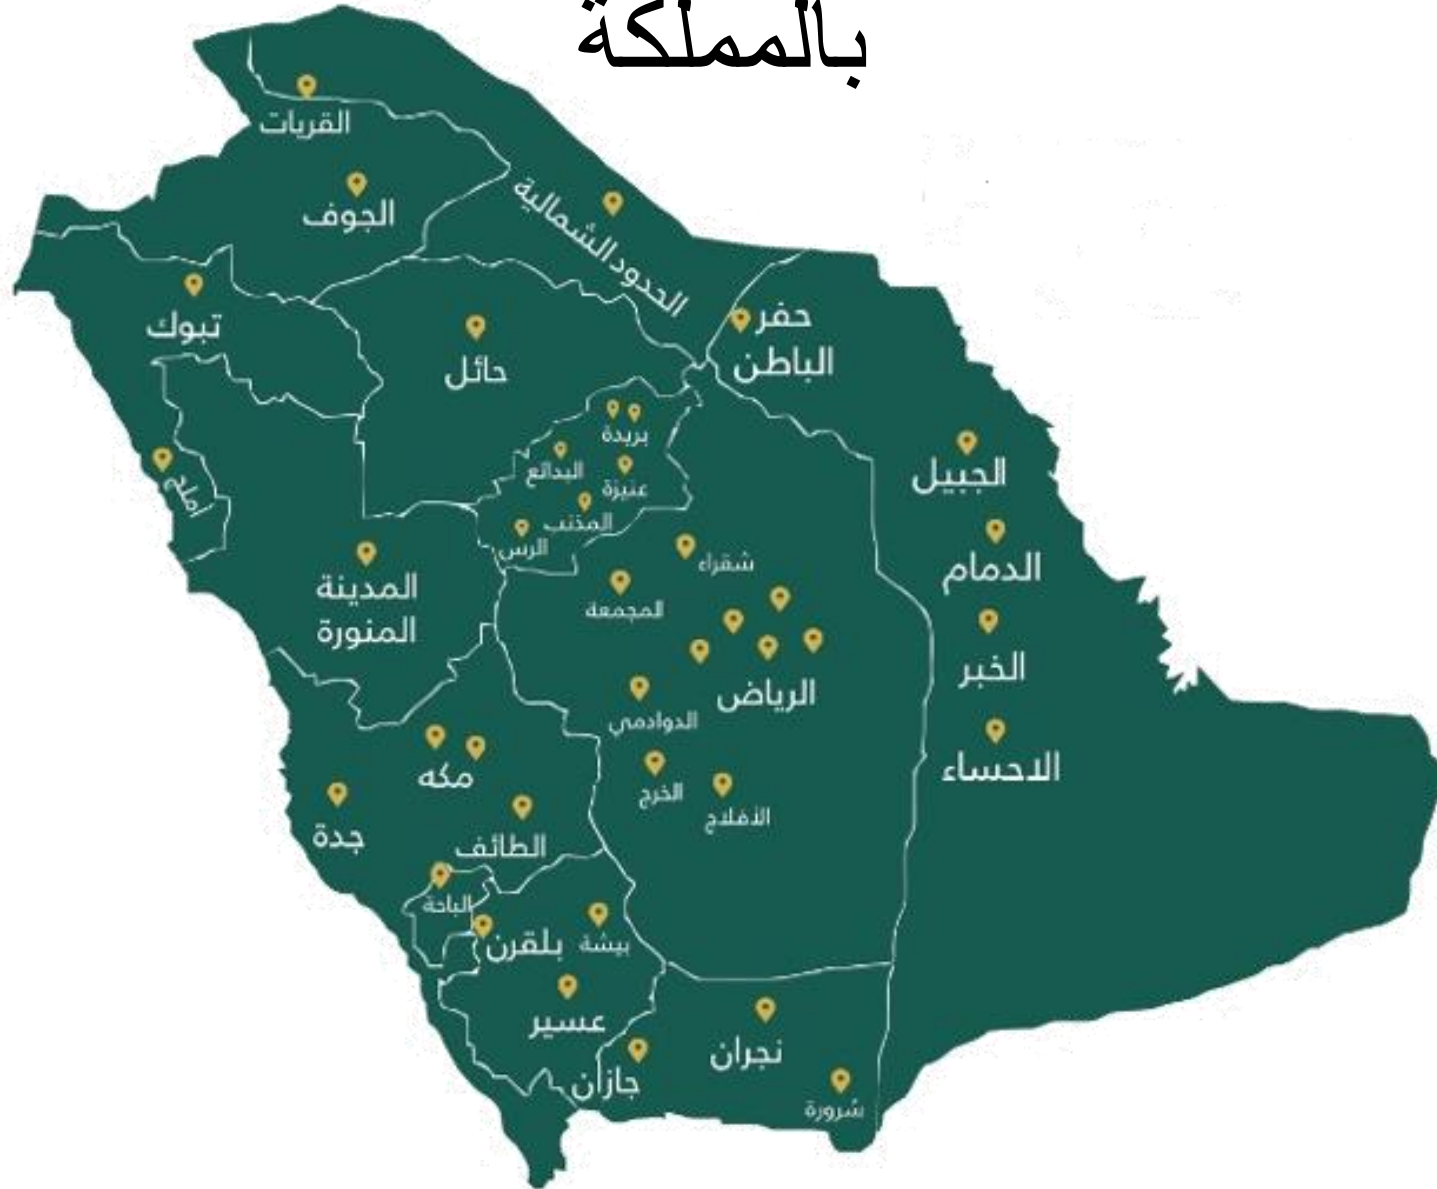 بالمملكة
القريات
الجوف
الحدود الشمالية
تبوك
حفر
الباطن
حائل
بريدة
البدائع
عنيزة
املج
المذنب
الرس
الجبيل
شقراء
الدمام
المدينة
المنورة
المجمعة
الخبر
الرياض
الدوادمي
مكه
الاحساء
الخرج
الأفلاج
جدة
الطائف
الباحة
بلقرن
بيشة
عسير
نجران
جازان
شرورة